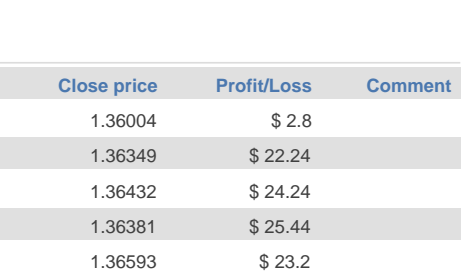 Close price Profit/Loss Comment
1.36004 $ 2.8
1.36349 $ 22.24
1.36432 $ 24.24
1.36381 $ 25.44
1.36593 $ 23.2